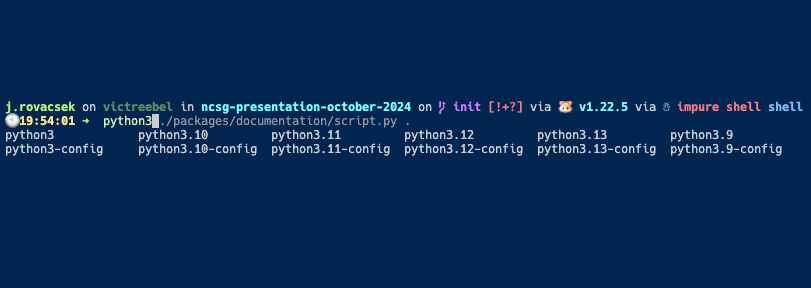 j.rovacsek on victreebel in ncsg-presentation-october-2024 on init [!+?] via 🐹 v1.22.5 via ☃ impure shell shell
🕙19:54:01 → python3 ./packages/documentation/script.py .
python3 python3.10 python3.11 python3.12 python3.13 python3.9
python3-config python3.10-config python3.11-config python3.12-config python3.13-config python3.9-config